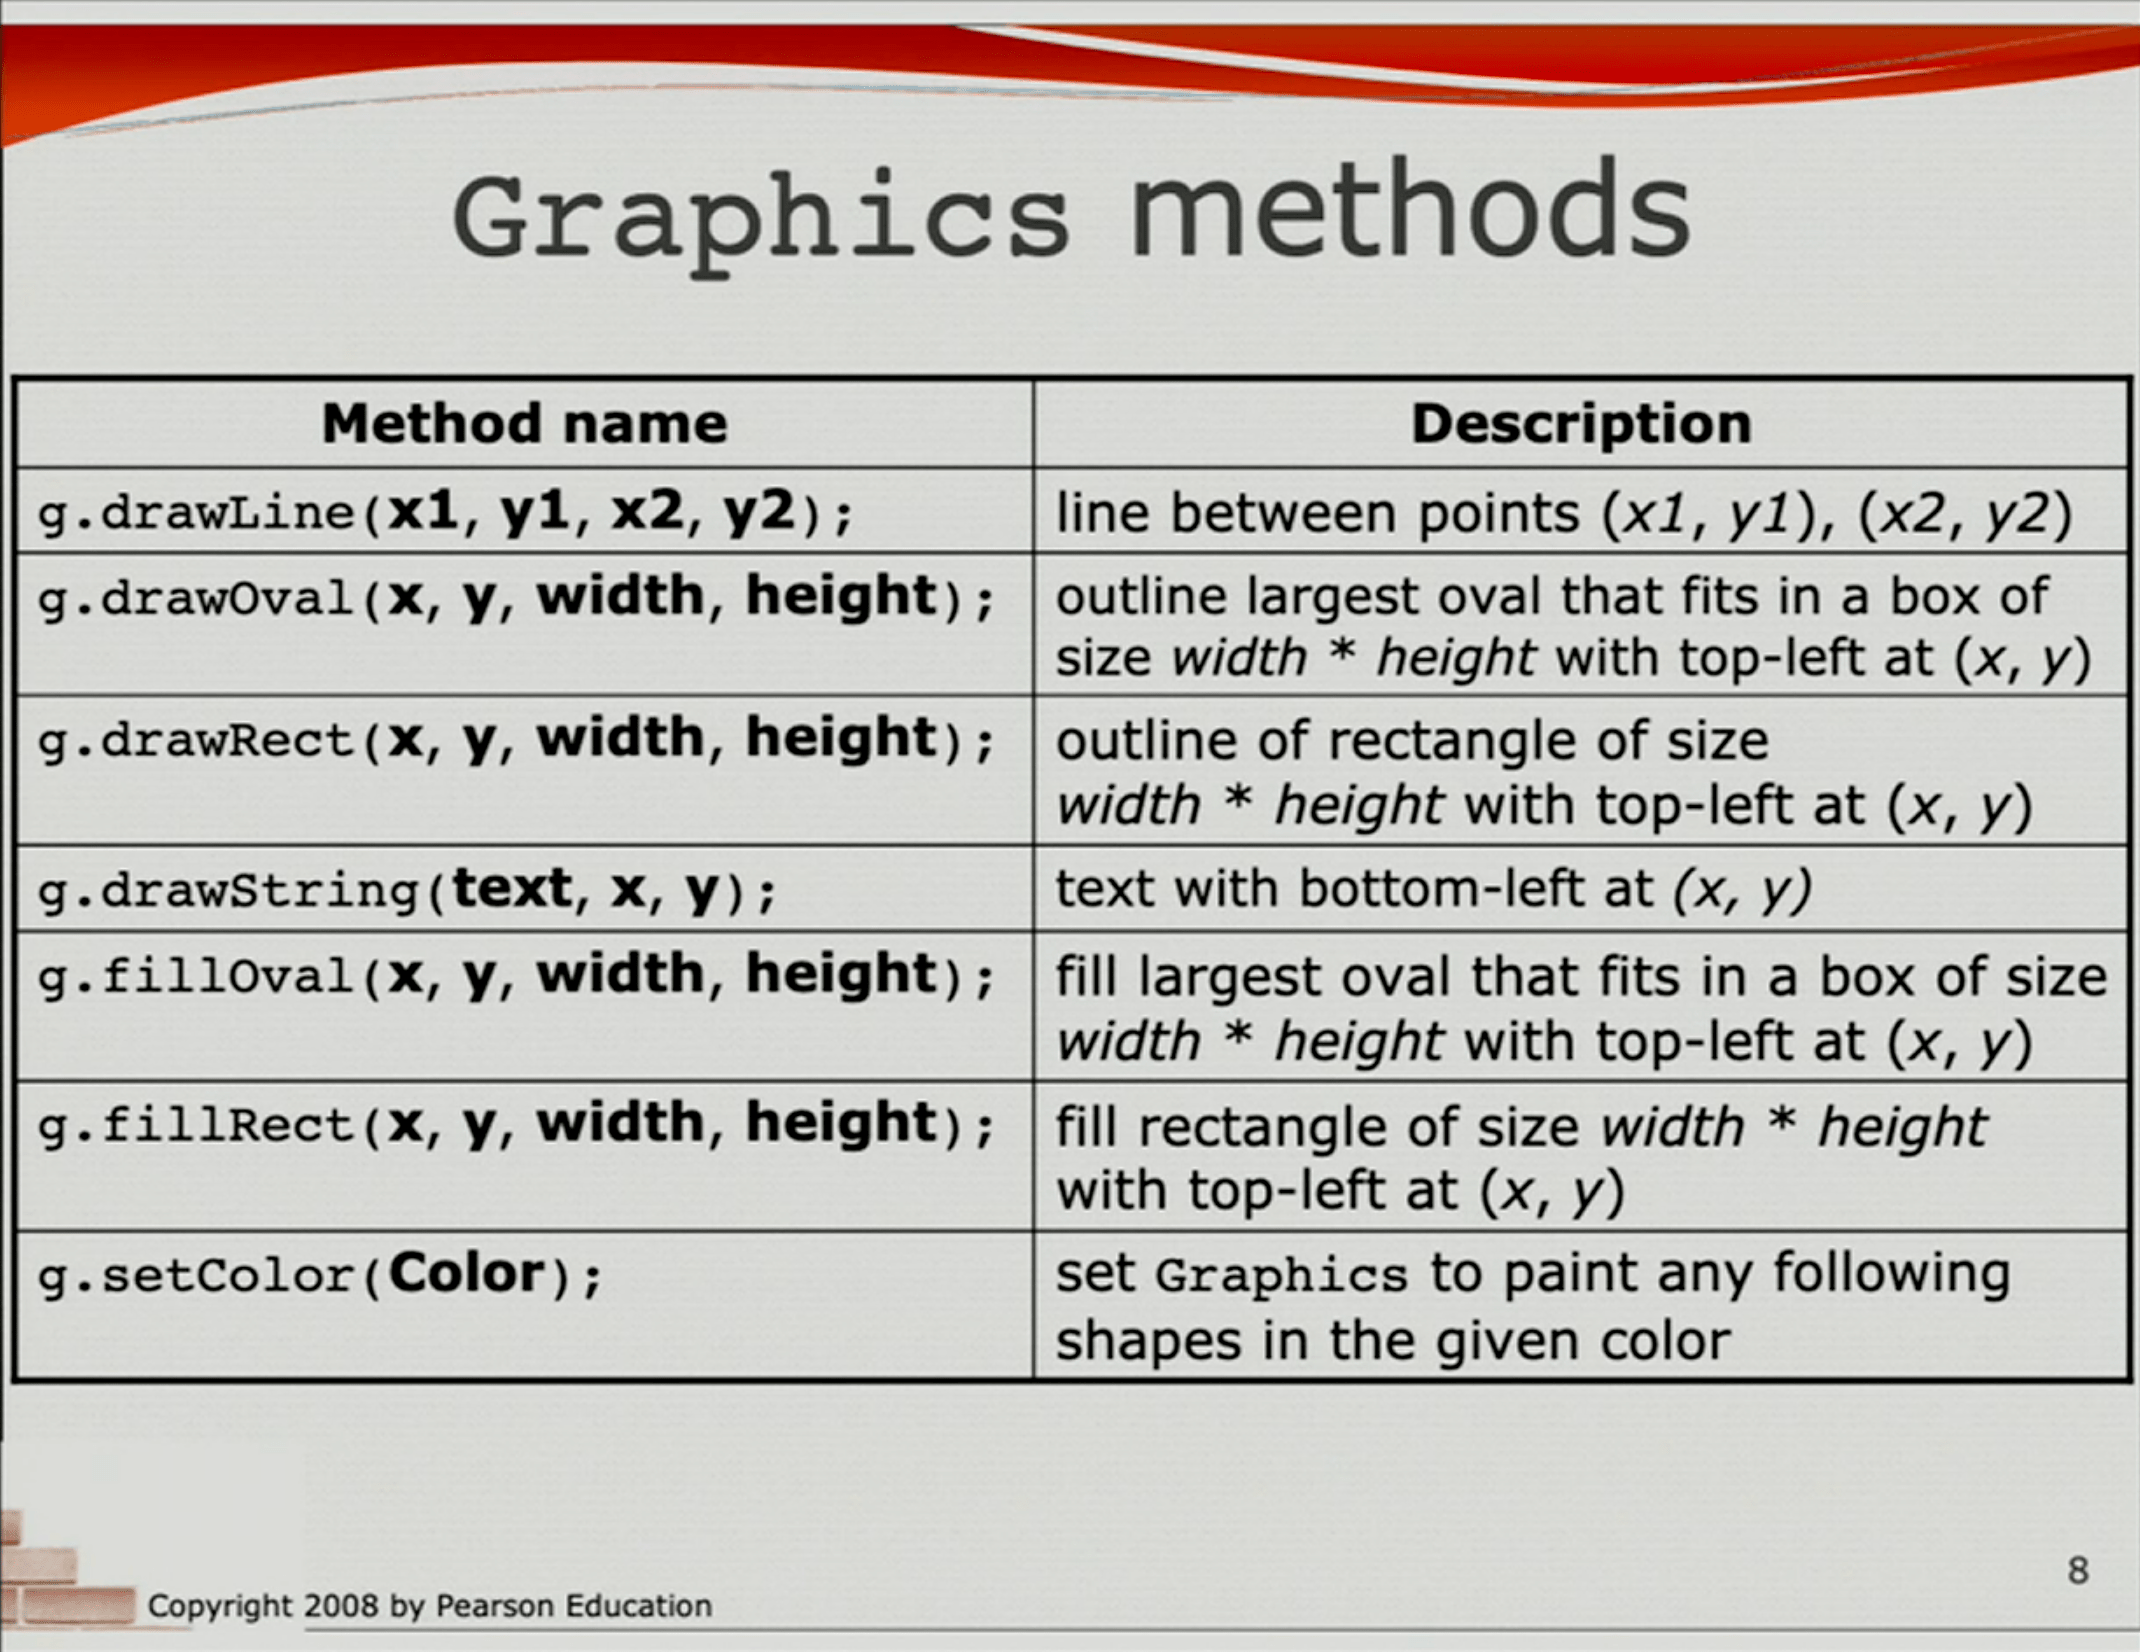 Graphics methods
Method name
Description
g.drawLine(x1, y1, x2, y2);
line between points (x1, y1), (x2, y2)
g.drawOval(x, y, width, height);
outline largest oval that fits in a box of
size width * height with top-left at (x, y)
g.drawRect(x, y, width, height);
outline of rectangle of size
width * height with top-left at (x, y)
g.drawString(text, x, y);
text with bottom-left at (x, y)
g.fillOval(x, y, width, height);
fill largest oval that fits in a box of size
width * height with top-left at (x, y)
g.fillRect(x, y, width, height);
fill rectangle of size width * height
with top-left at (x, y)
g.setColor(Color);
set Graphics to paint any following
shapes in the given color
8
Copyright 2008 by Pearson Education